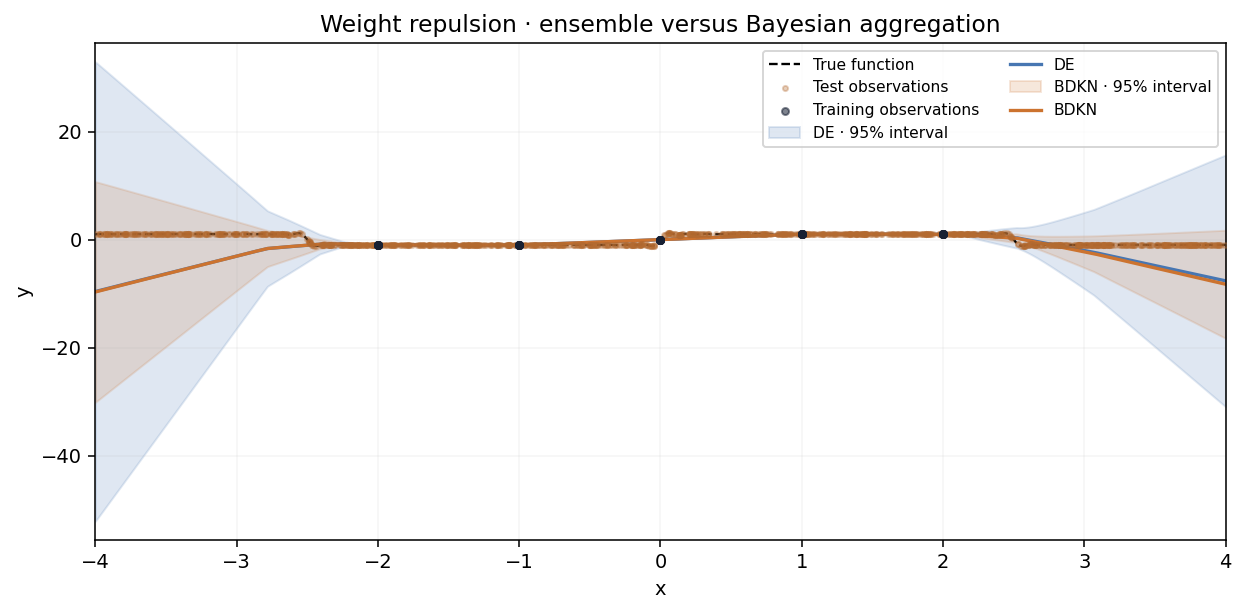 Weight repulsion · ensemble versus Bayesian aggregation
True function
Test observations
Training observations
DE · 95% interval
DE
BDKN · 95% interval
BDKN
20
0
−20
−40
y
−4
−3
−2
−1
0
1
2
3
4
x